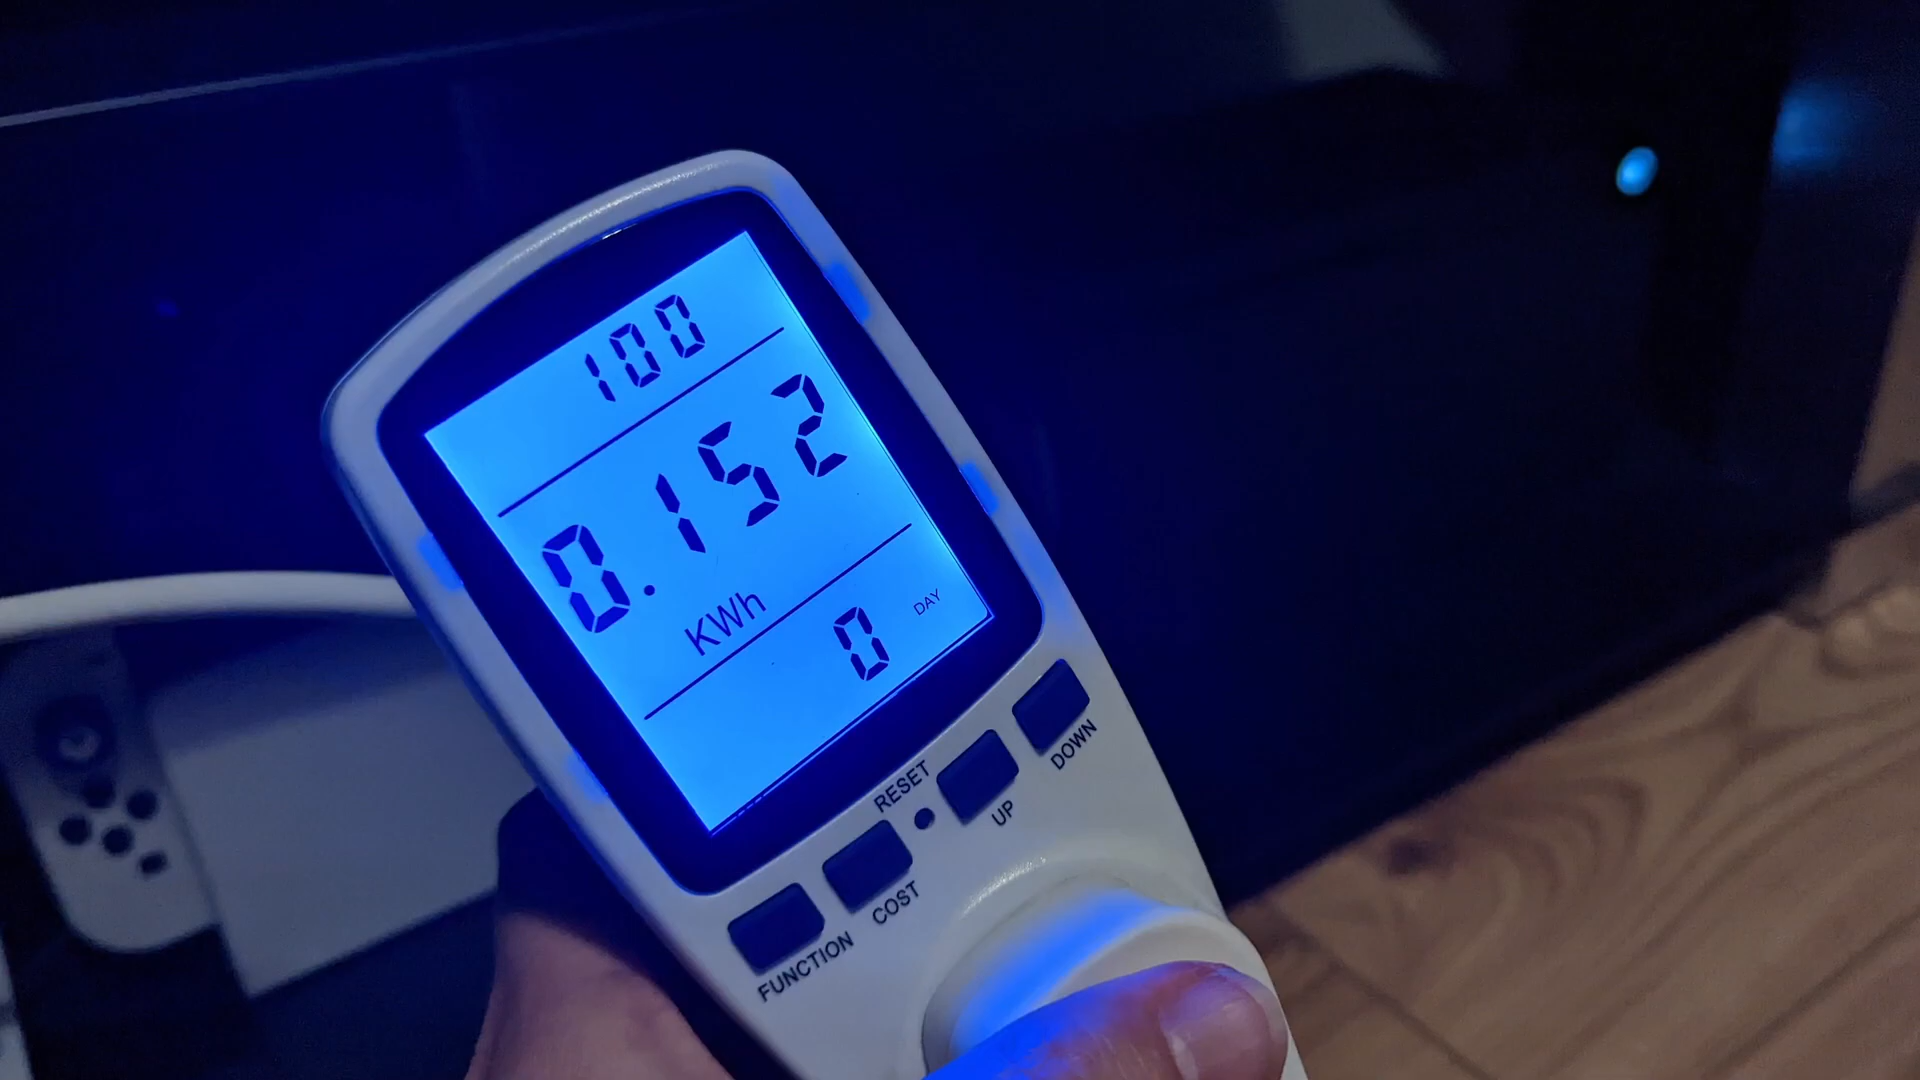 100
0.152
KWh
0 DAY
RESET
DOWN
UP
COST
FUNCTION